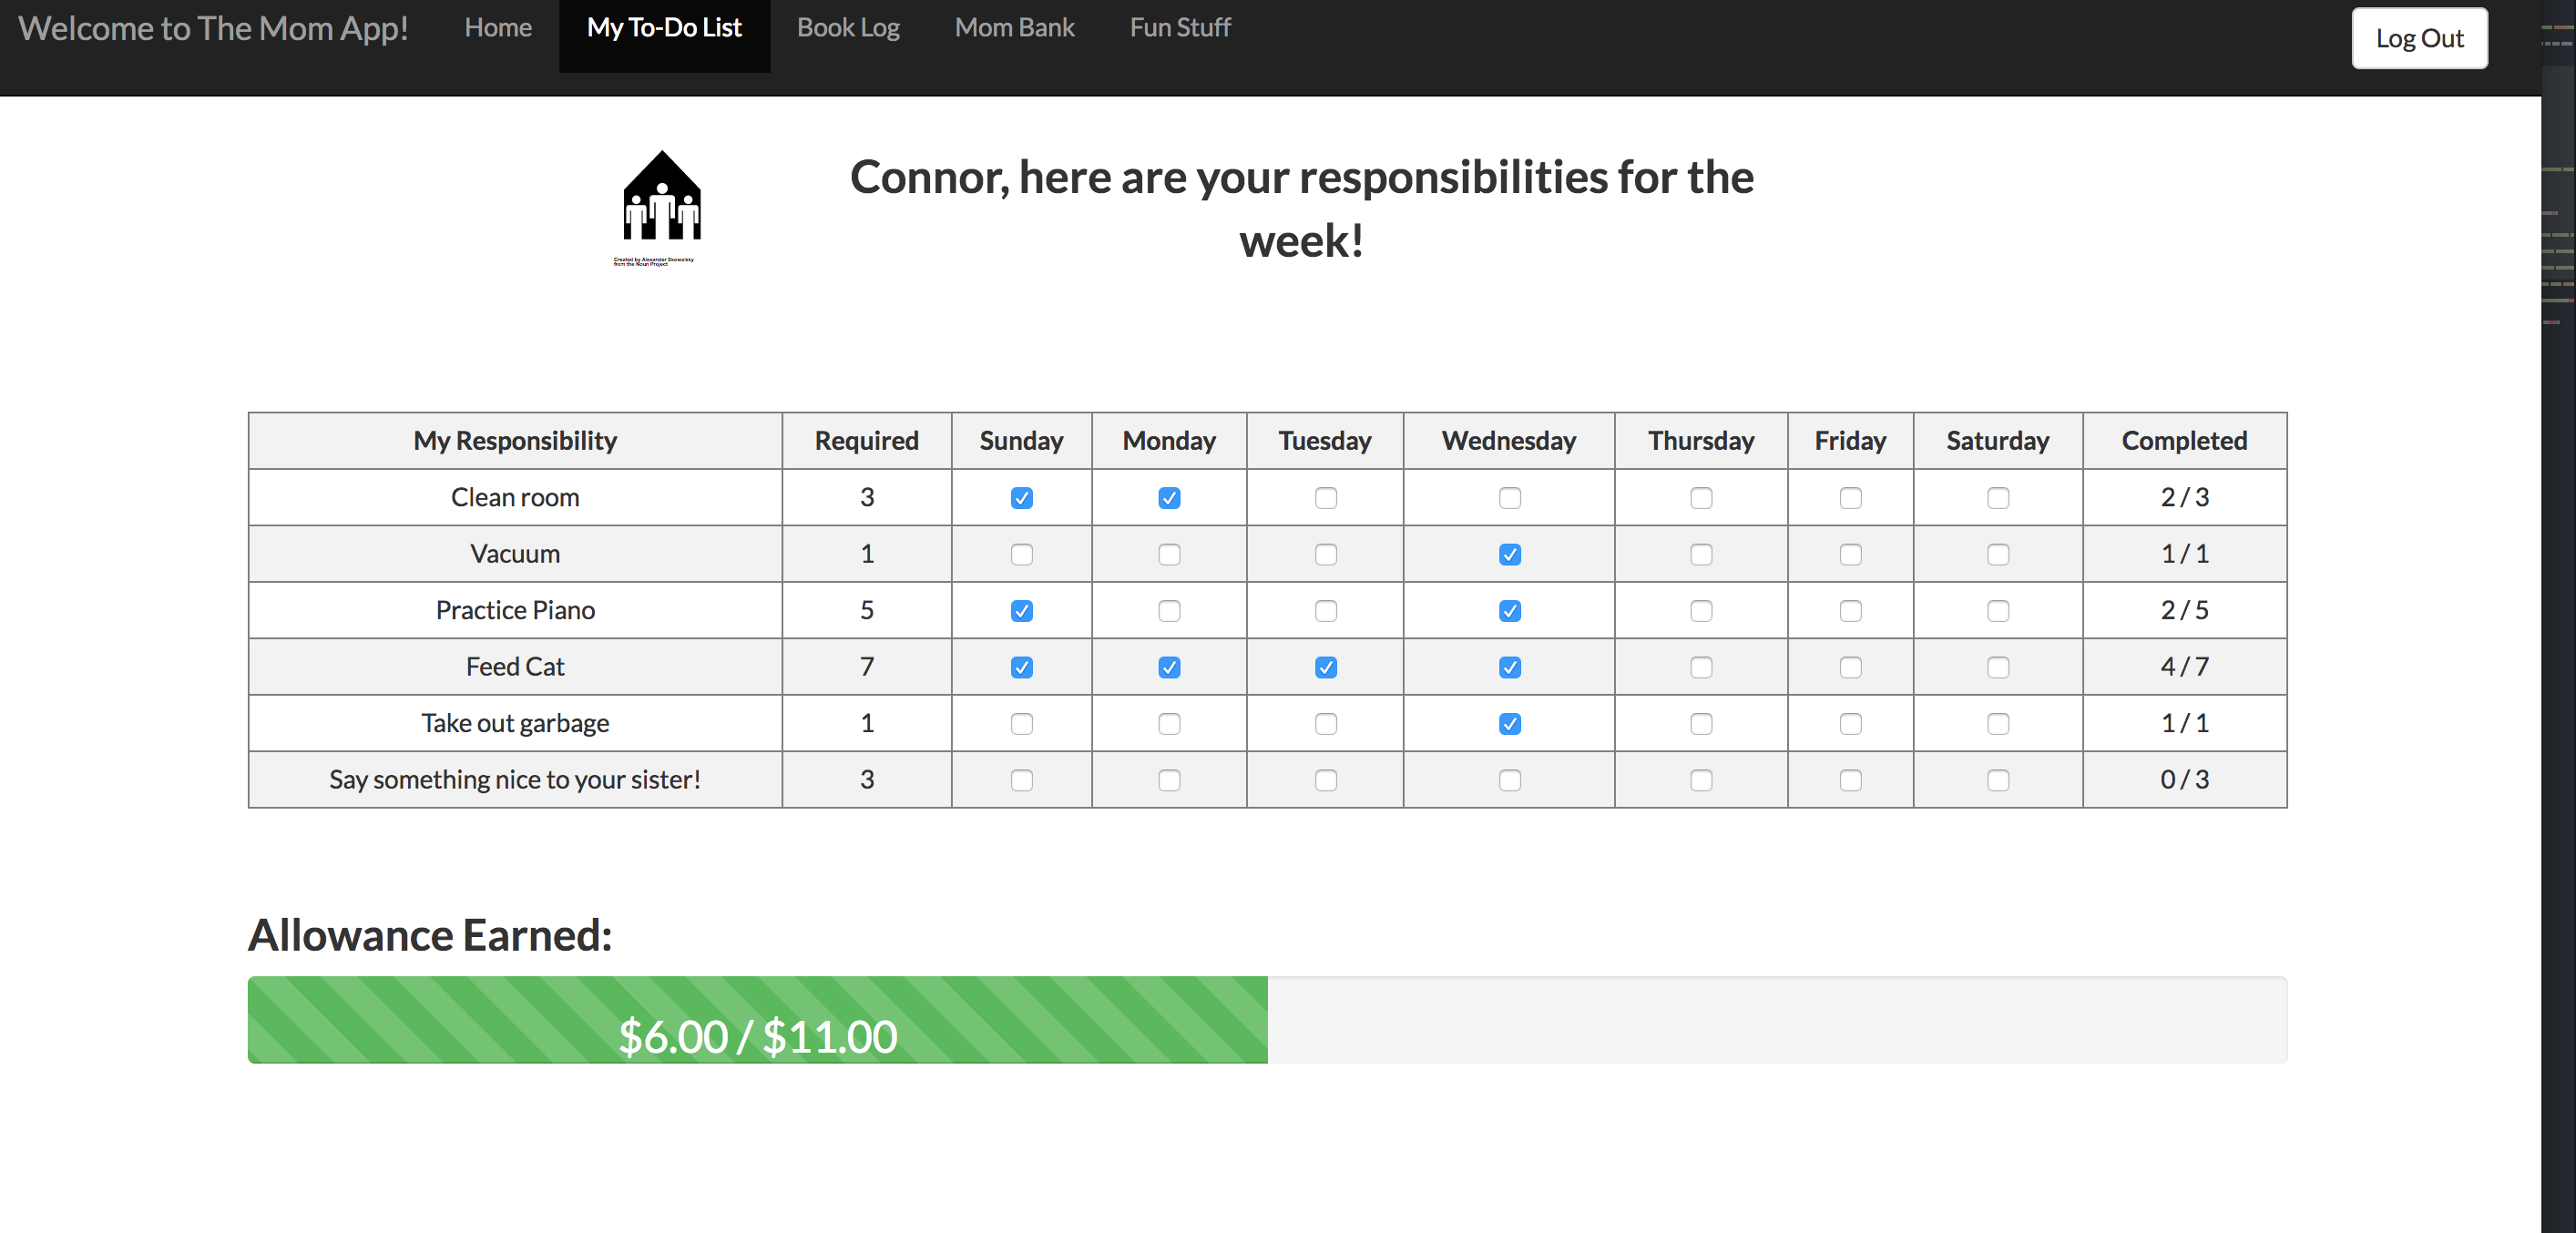 Welcome to The Mom App! Home My To-Do List Book Log Mom Bank Fun Stuff Log Out
Connor, here are your responsibilities for the
week!
Created by Alexander Skowalsky
from the Noun Project
My Responsibility Required Sunday Monday Tuesday Wednesday Thursday Friday Saturday Completed
Clean room 3 2 / 3
Vacuum 1 1 / 1
Practice Piano 5 2 / 5
Feed Cat 7 4 / 7
Take out garbage 1 1 / 1
Say something nice to your sister! 3 0 / 3
Allowance Earned:
$6.00 / $11.00